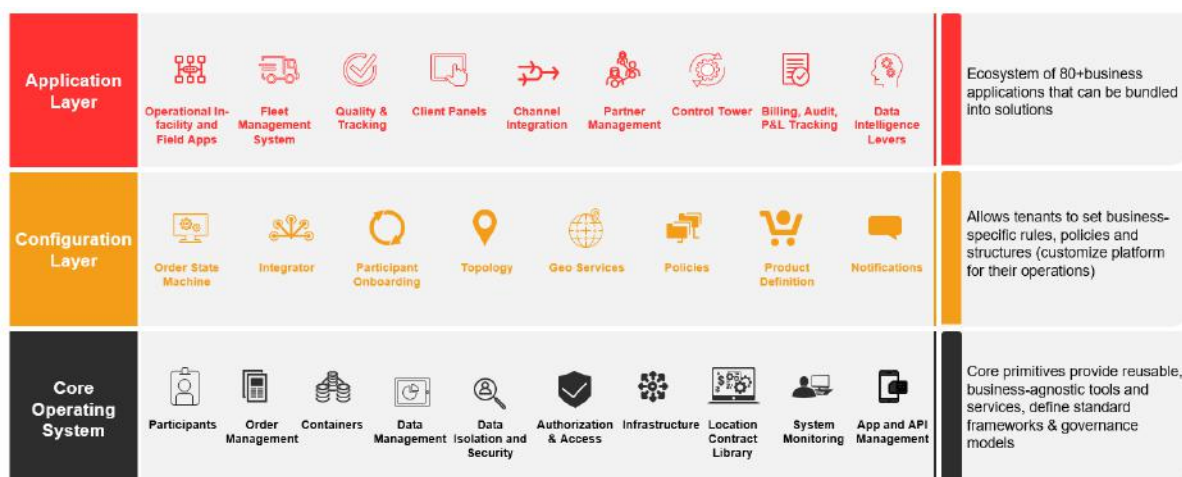 Application
Layer
Operational In-
facility and
Field Apps
Fleet
Management
System
Quality &
Tracking
Client Panels
Channel
Integration
Partner
Management
Control Tower
Billing, Audit,
P&L Tracking
Data
Intelligence
Levers
Ecosystem of 80+business
applications that can be bundled
into solutions
Configuration
Layer
Order State
Machine
Integrator
Participant
Onboarding
Topology
Geo Services
Policies
Product
Definition
Notifications
Allows tenants to set business-
specific rules, policies and
structures (customize platform
for their operations)
Core
Operating
System
Participants
Order
Management
Containers
Data
Management
Data
Isolation and
Security
Authorization
& Access
Infrastructure
Location
Contract
Library
System
Monitoring
App and API
Management
Core primitives provide reusable,
business-agnostic tools and
services, define standard
frameworks & governance
models